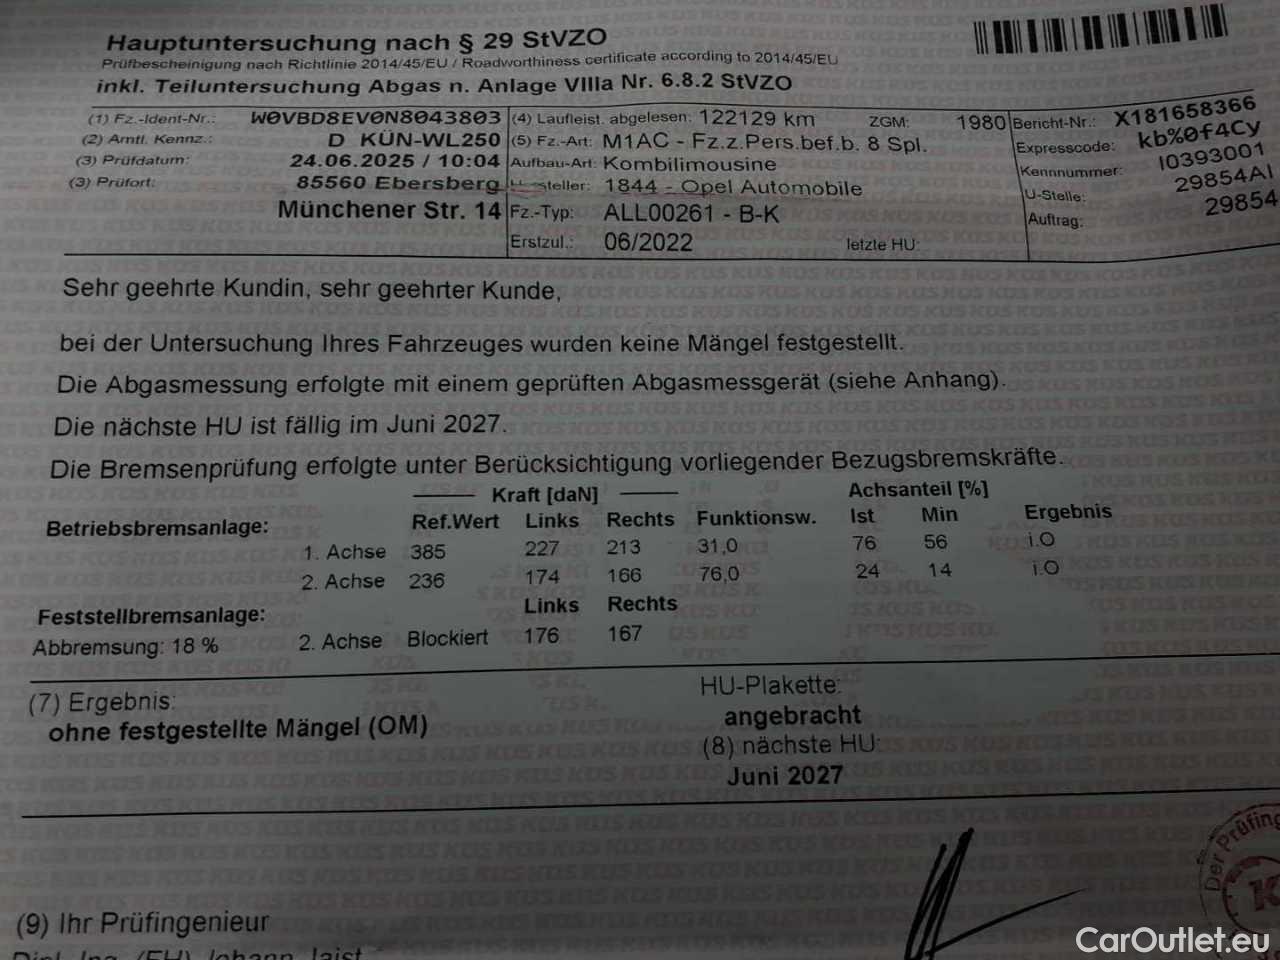 Hauptuntersuchung nach § 29 StVZO
Prüfbescheinigung nach Richtlinie 2014/45/EU / Roadworthiness certificate according to 2014/45/EU
inkl. Teiluntersuchung Abgas n. Anlage VIIIa Nr. 6.8.2 StVZO
(1) Fz.-Ident-Nr.: W0VBD8EV0N8043803 (4) Laufleist. abgelesen: 122129 km ZGM: 1980 Bericht-Nr.: X181658366
(2) Amtl. Kennz.: D KÜN-WL250 (5) Fz.-Art: M1AC - Fz.z.Pers.bef.b. 8 Spl. Expresscode: kb%0f4Cy
(3) Prüfdatum: 24.06.2025 / 10:04 Aufbau-Art: Kombilimousine Kennnummer: I0393001
(3) Prüfort: 85560 Ebersberg Hersteller: 1844 - Opel Automobile U-Stelle: 29854AI
Münchener Str. 14 Fz.-Typ: ALL00261 - B-K Auftrag: 29854
Erstzul.: 06/2022 letzte HU:
Sehr geehrte Kundin, sehr geehrter Kunde,
bei der Untersuchung Ihres Fahrzeuges wurden keine Mängel festgestellt.
Die Abgasmessung erfolgte mit einem geprüften Abgasmessgerät (siehe Anhang).
Die nächste HU ist fällig im Juni 2027.
Die Bremsenprüfung erfolgte unter Berücksichtigung vorliegender Bezugsbremskräfte.
Kraft [daN] Achsanteil [%]
Betriebsbremsanlage: Ref.Wert Links Rechts Funktionsw. Ist Min Ergebnis
1. Achse 385 227 213 31,0 76 56 i.O
2. Achse 236 174 166 76,0 24 14 i.O
Feststellbremsanlage: Links Rechts
Abbremsung: 18 % 2. Achse Blockiert 176 167
(7) Ergebnis: HU-Plakette:
ohne festgestellte Mängel (OM) angebracht
(8) nächste HU:
Juni 2027
Der Prüfing
(9) Ihr Prüfingenieur
Dipl. Ing. (FH) Johann Jaist
CarOutlet.eu